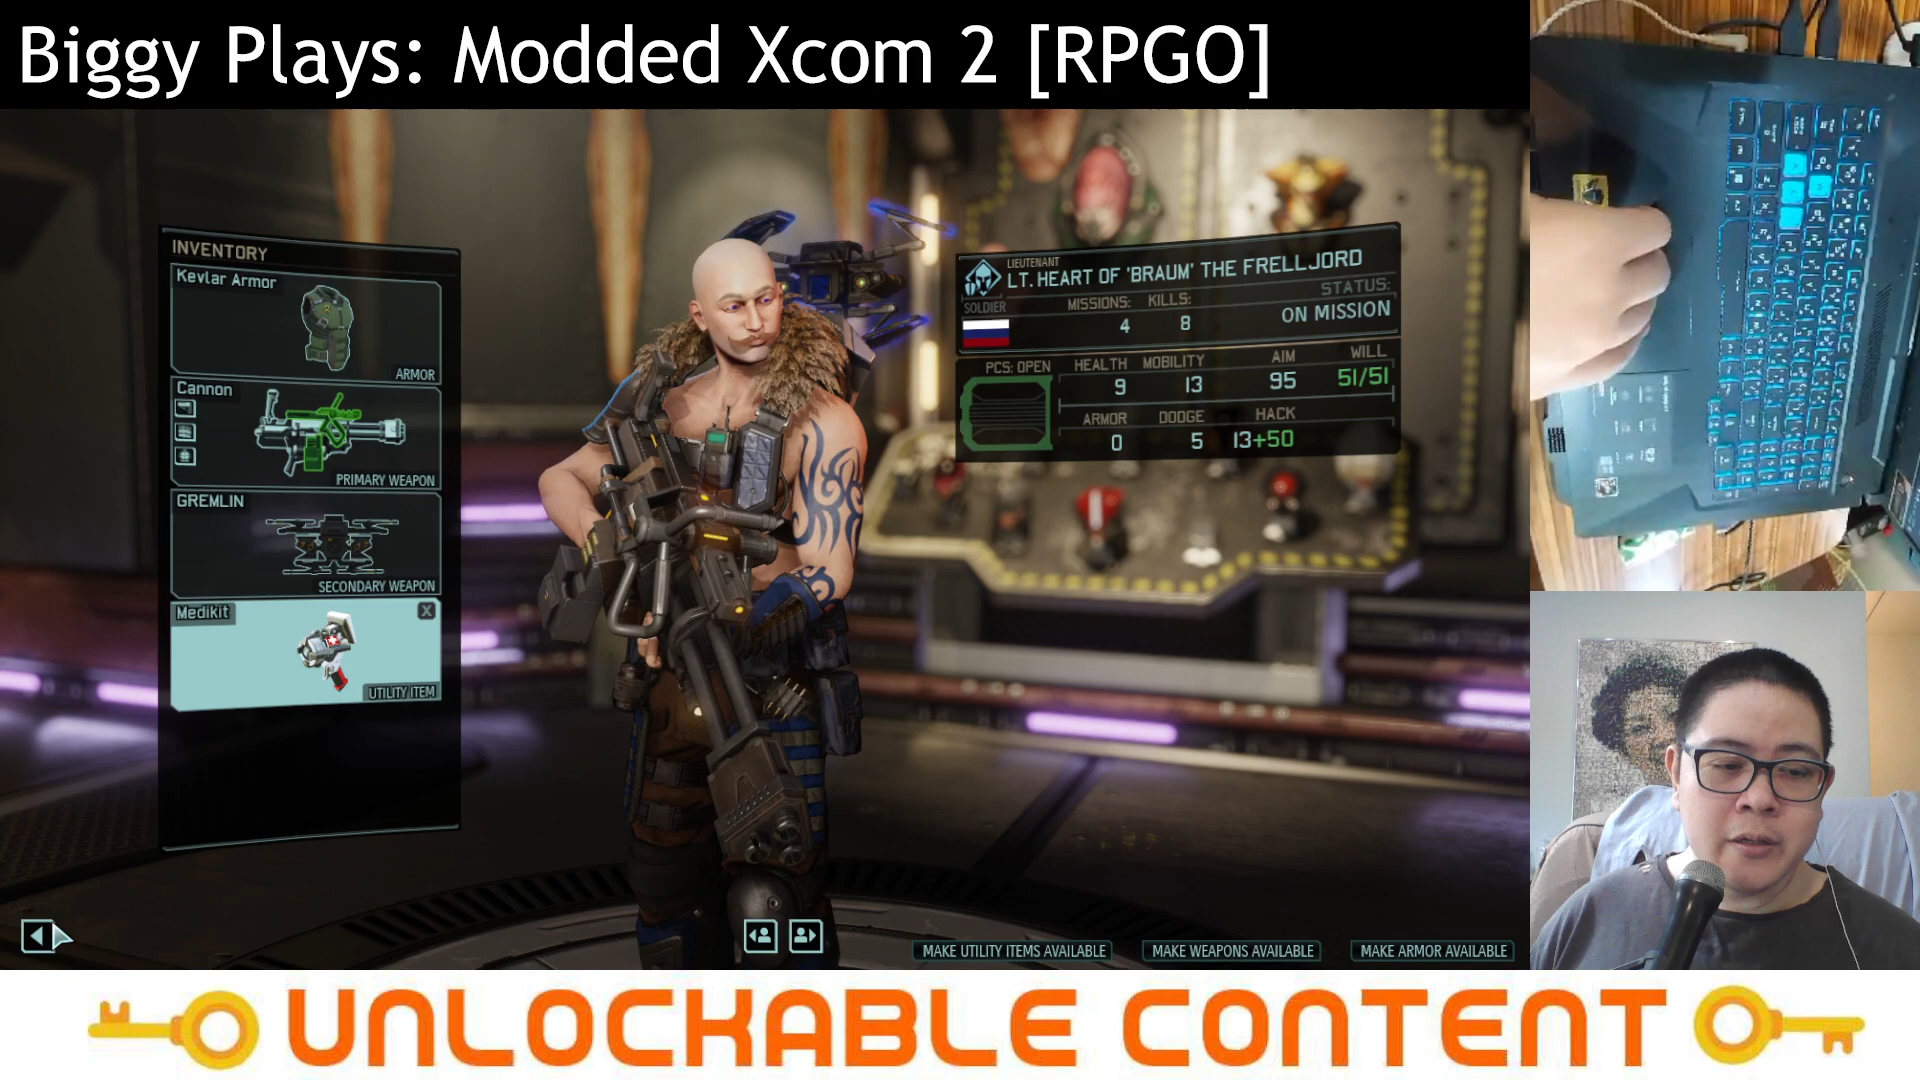 Biggy Plays: Modded Xcom 2 [RPGO]
INVENTORY
Kevlar Armor
ARMOR
Cannon
PRIMARY WEAPON
GREMLIN
SECONDARY WEAPON
Medikit
X
UTILITY ITEM
LIEUTENANT
LT. HEART OF 'BRAUM' THE FRELLJORD
SOLDIER
MISSIONS: KILLS: STATUS:
4 8 ON MISSION
PCS: OPEN HEALTH MOBILITY AIM WILL
9 13 95 51/51
ARMOR DODGE HACK
0 5 13+50
MAKE UTILITY ITEMS AVAILABLE MAKE WEAPONS AVAILABLE MAKE ARMOR AVAILABLE
UNLOCKABLE CONTENT